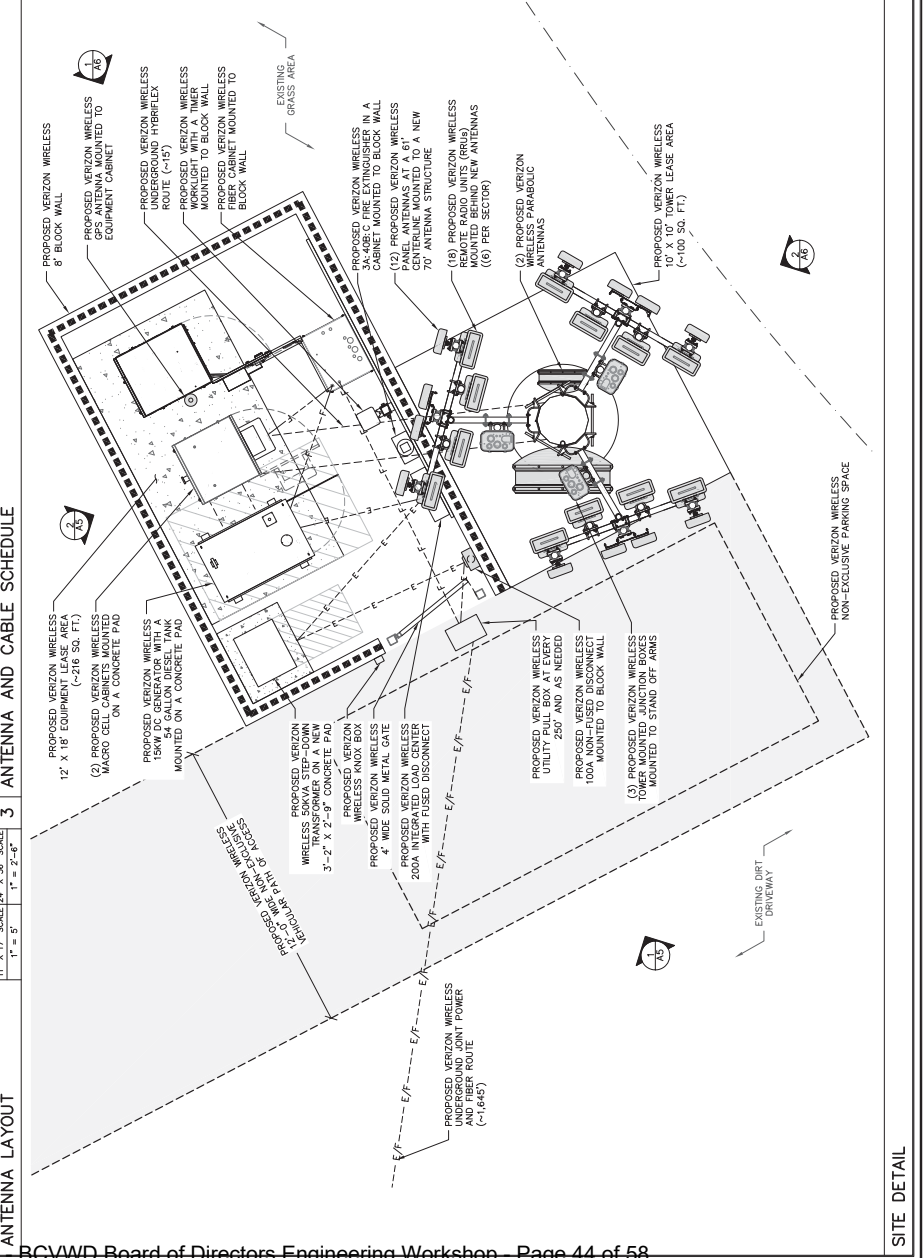 ANTENNA LAYOUT
11" X 17" SCALE 24" X 36" SCALE
1" = 5' 1" = 2'-6"
3 ANTENNA AND CABLE SCHEDULE
PROPOSED VERIZON WIRELESS
8' BLOCK WALL
1
A6
PROPOSED VERIZON WIRELESS
GPS ANTENNA MOUNTED TO
EQUIPMENT CABINET
PROPOSED VERIZON WIRELESS
UNDERGROUND HYBRIFLEX
ROUTE (~15')
PROPOSED VERIZON WIRELESS
WORKLIGHT WITH A TIMER
MOUNTED TO BLOCK WALL
PROPOSED VERIZON WIRELESS
FIBER CABINET MOUNTED TO
BLOCK WALL
EXISTING
GRASS AREA
PROPOSED VERIZON WIRELESS
3A:40B:C FIRE EXTINGUISHER IN A
CABINET MOUNTED TO BLOCK WALL
(12) PROPOSED VERIZON WIRELESS
PANEL ANTENNAS AT A 61'
CENTERLINE MOUNTED TO A NEW
70' ANTENNA STRUCTURE
(18) PROPOSED VERIZON WIRELESS
REMOTE RADIO UNITS (RRUs)
MOUNTED BEHIND NEW ANTENNAS
((6) PER SECTOR)
(2) PROPOSED VERIZON
WIRELESS PARABOLIC
ANTENNAS
PROPOSED VERIZON WIRELESS
10' X 10' TOWER LEASE AREA
(~100 SQ. FT.)
2
A6
2
A5
PROPOSED VERIZON WIRELESS
12' X 18' EQUIPMENT LEASE AREA
(~216 SQ. FT.)
(2) PROPOSED VERIZON WIRELESS
MACRO CELL CABINETS MOUNTED
ON A CONCRETE PAD
PROPOSED VERIZON WIRELESS
15KW DC GENERATOR WITH A
54 GALLON DIESEL TANK
MOUNTED ON A CONCRETE PAD
PROPOSED VERIZON WIRELESS
12'-0" WIDE NON-EXCLUSIVE
VEHICULAR PATH OF ACCESS
PROPOSED VERIZON
WIRELESS 50KVA STEP-DOWN
TRANSFORMER ON A NEW
3'-2" X 2'-9" CONCRETE PAD
PROPOSED VERIZON
WIRELESS KNOX BOX
PROPOSED VERIZON WIRELESS
4' WIDE SOLID METAL GATE
PROPOSED VERIZON WIRELESS
200A INTEGRATED LOAD CENTER
WITH FUSED DISCONNECT
PROPOSED VERIZON WIRELESS
UTILITY PULL BOX AT EVERY
250' AND AS NEEDED
PROPOSED VERIZON WIRELESS
100A NON-FUSED DISCONNECT
MOUNTED TO BLOCK WALL
(3) PROPOSED VERIZON WIRELESS
TOWER MOUNTED JUNCTION BOXES
MOUNTED TO STAND OFF ARMS
PROPOSED VERIZON WIRELESS
NON-EXCLUSIVE PARKING SPACE
EXISTING DIRT
DRIVEWAY
1
A5
PROPOSED VERIZON WIRELESS
UNDERGROUND JOINT POWER
AND FIBER ROUTE
(~1,645')
E/F
E/F
E/F
E/F
E/F
E/F
E/F
SITE DETAIL
- BCVWD Board of Directors Engineering Workshop - Page 44 of 58